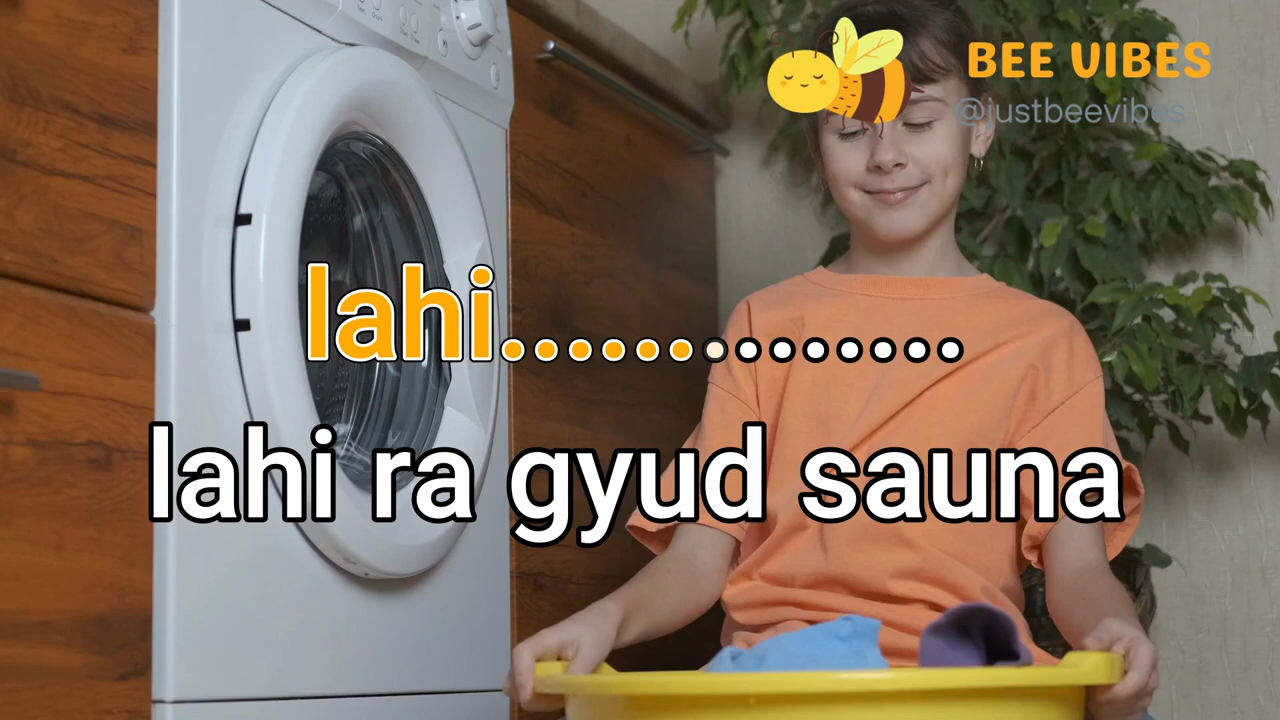 BEE VIBES
@justbeevibes
lahi..............
lahi ra gyud sauna